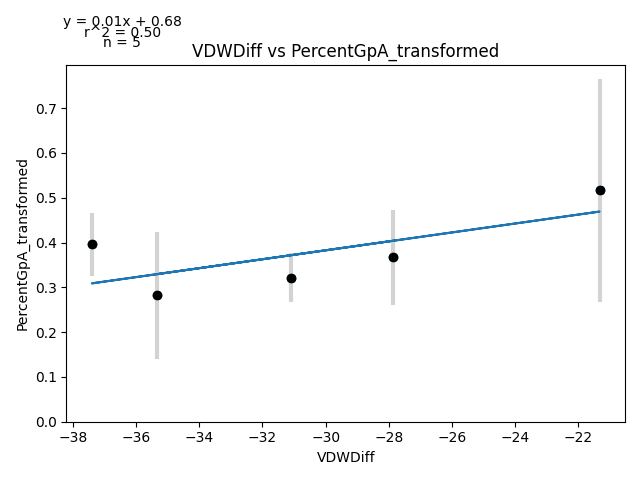 y = 0.01x + 0.68
r^2 = 0.50
n = 5
VDWDiff vs PercentGpA_transformed
PercentGpA_transformed
0.7
0.6
0.5
0.4
0.3
0.2
0.1
0.0
−38 −36 −34 −32 −30 −28 −26 −24 −22
VDWDiff